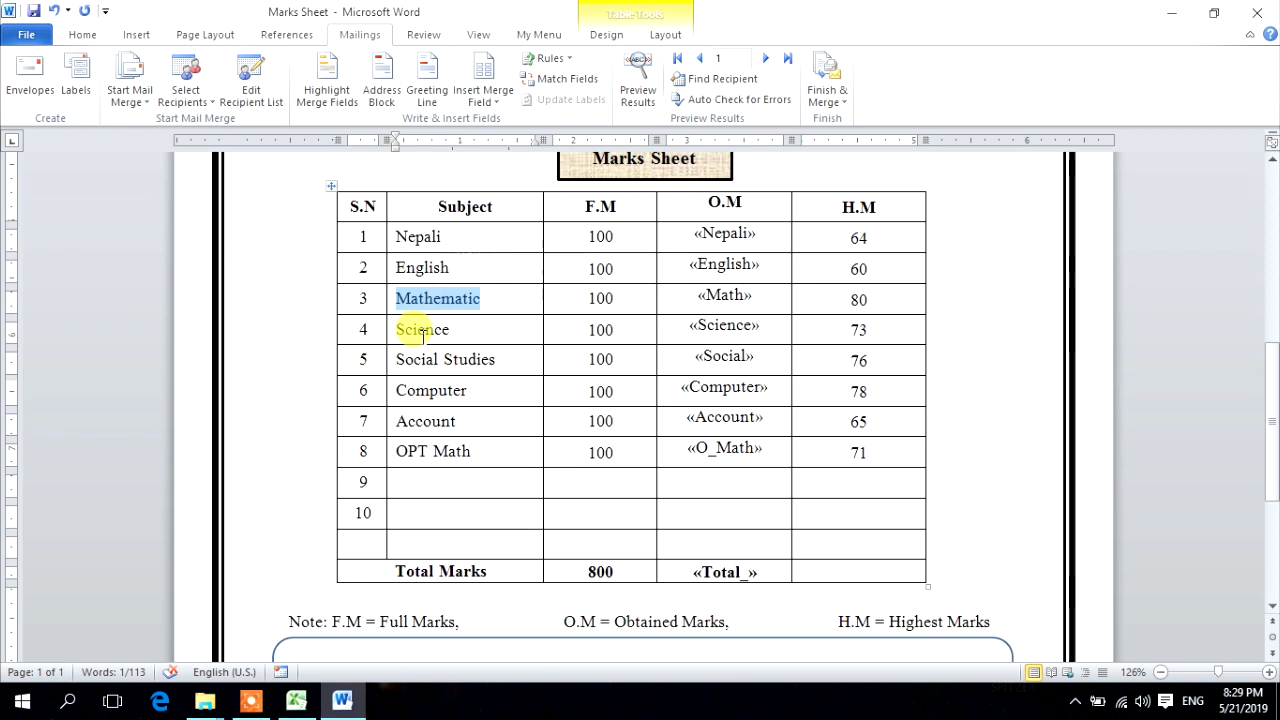 Marks Sheet - Microsoft Word
Table Tools
File Home Insert Page Layout References Mailings Review View My Menu Design Layout
Envelopes Labels
Create
Start Mail Merge Select Recipients Edit Recipient List
Start Mail Merge
Highlight Merge Fields Address Block Greeting Line Insert Merge Field
Rules
Match Fields
Update Labels
Write & Insert Fields
ABC
Preview Results
1
Find Recipient
Auto Check for Errors
Preview Results
Finish & Merge
Finish
1 2 3 4 5 6
Marks Sheet
S.N Subject F.M O.M H.M
1 Nepali 100 «Nepali» 64
2 English 100 «English» 60
3 Mathematic 100 «Math» 80
4 Science 100 «Science» 73
5 Social Studies 100 «Social» 76
6 Computer 100 «Computer» 78
7 Account 100 «Account» 65
8 OPT Math 100 «O_Math» 71
9
10
Total Marks 800 «Total_»
Note: F.M = Full Marks, O.M = Obtained Marks, H.M = Highest Marks
Page: 1 of 1 Words: 1/113 English (U.S.) 126%
ENG 8:29 PM
5/21/2019